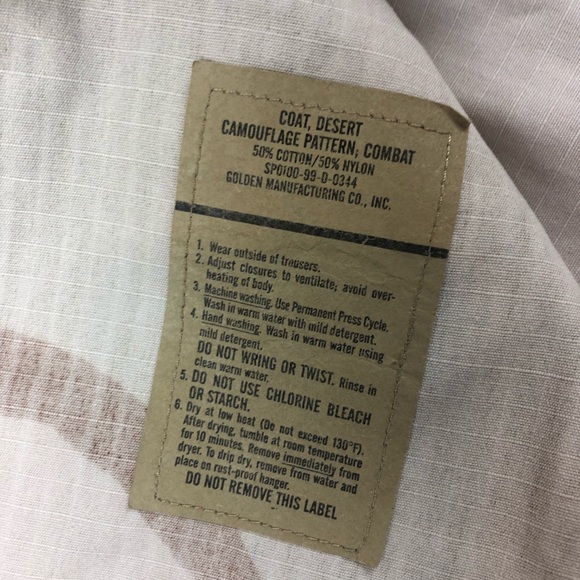 COAT, DESERT
CAMOUFLAGE PATTERN, COMBAT
50% COTTON/50% NYLON
SPO100-99-D-0344
GOLDEN MANUFACTURING CO., INC.
1. Wear outside of trousers.
2. Adjust closures to ventilate; avoid over-
heating of body.
3. Machine washing. Use Permanent Press Cycle.
Wash in warm water with mild detergent.
4. Hand washing. Wash in warm water using
mild detergent.
DO NOT WRING OR TWIST. Rinse in
clean warm water.
5. DO NOT USE CHLORINE BLEACH
OR STARCH.
6. Dry at low heat (Do not exceed 130°F).
After drying, tumble at room temperature
for 10 minutes. Remove immediately from
dryer. To drip dry, remove from water and
place on rust-proof hanger.
DO NOT REMOVE THIS LABEL